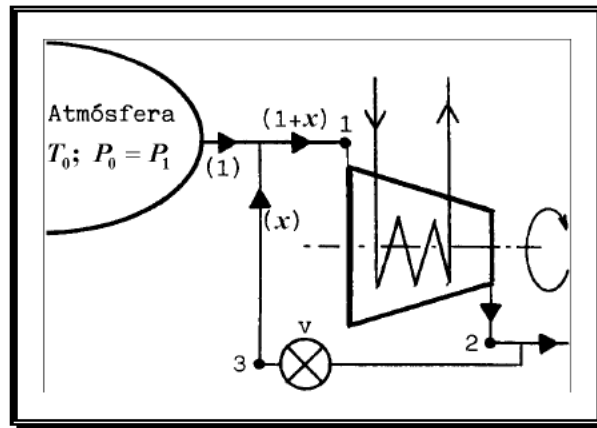 Atmósfera
T₀; P₀ = P₁
(1)
(1+x)
1
(x)
v
3
2